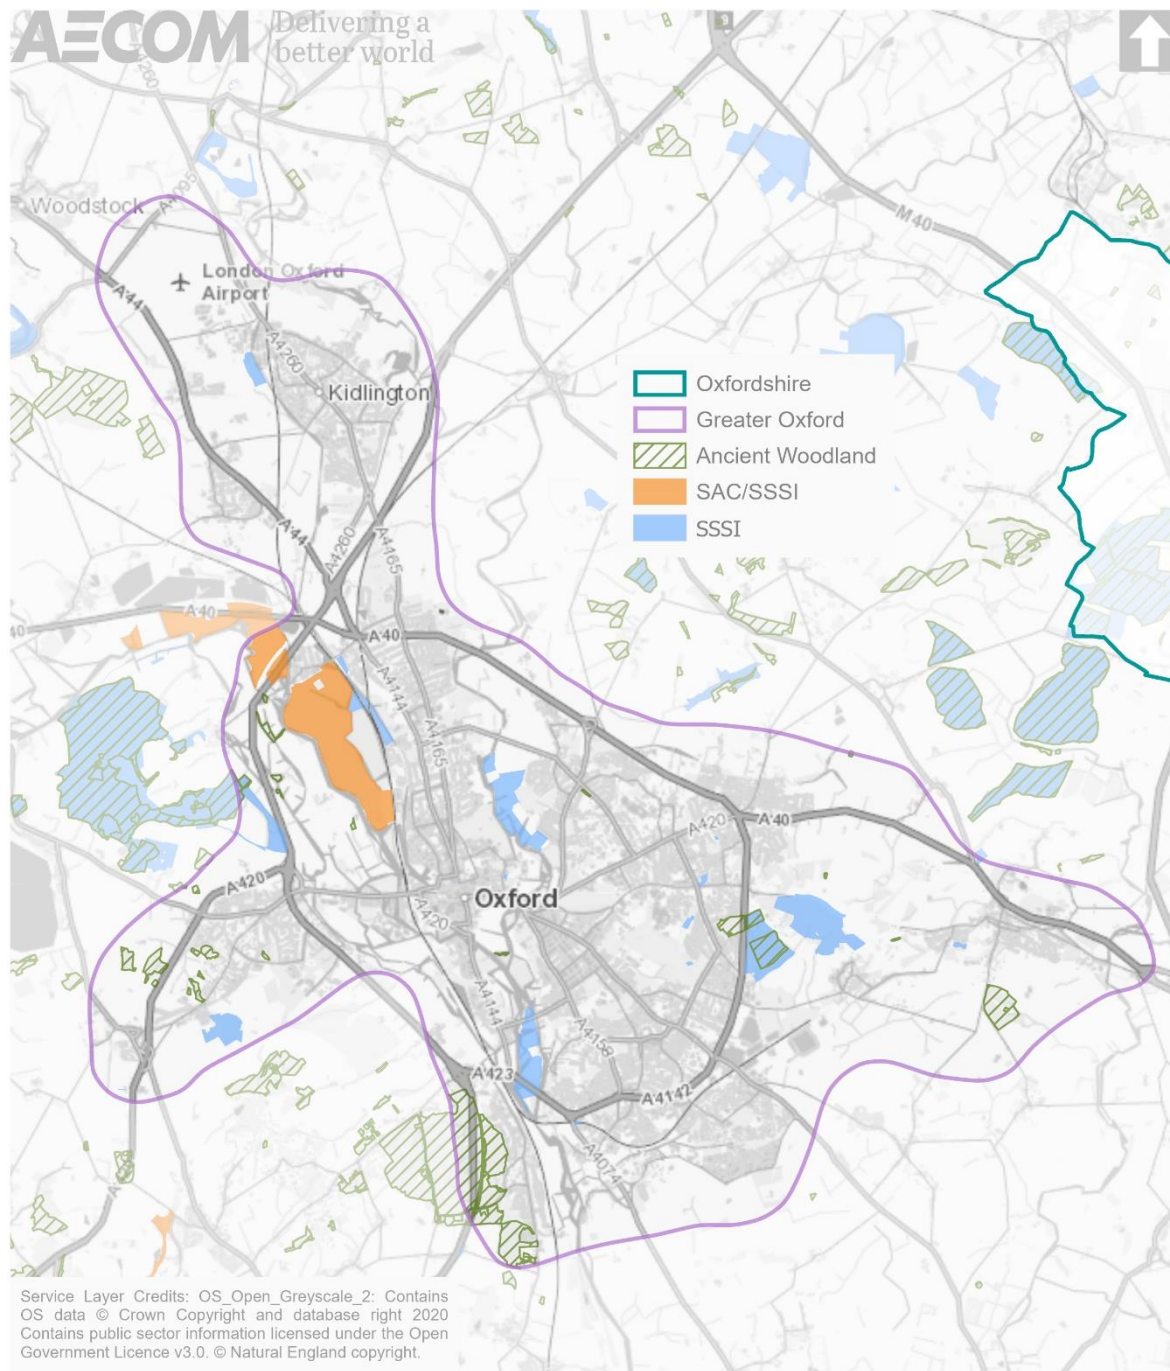 AECOM
Delivering a
better world
A4260
Woodstock
A4095
M40
London Oxford
Airport
A44
A4260
Kidlington
Oxfordshire
Greater Oxford
Ancient Woodland
SAC/SSSI
SSSI
A44
A4260
A4165
A40
40
A40
A4144
A4165
A420
A40
A420
Oxford
A420
A4144
A4158
A423
A4142
A4074
Service Layer Credits: OS_Open_Greyscale_2: Contains
OS data © Crown Copyright and database right 2020
Contains public sector information licensed under the Open
Government Licence v3.0. © Natural England copyright.